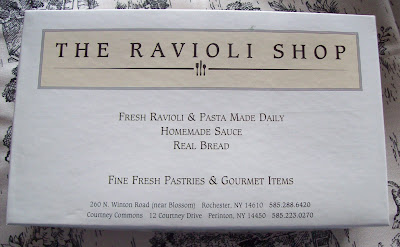 THE RAVIOLI SHOP
FRESH RAVIOLI & PASTA MADE DAILY
HOMEMADE SAUCE
REAL BREAD
FINE FRESH PASTRIES & GOURMET ITEMS
260 N. Winton Road (near Blossom) Rochester, NY 14610 585.288.6420
Courtney Commons 12 Courtney Drive Perinton, NY 14450 585.223.0270